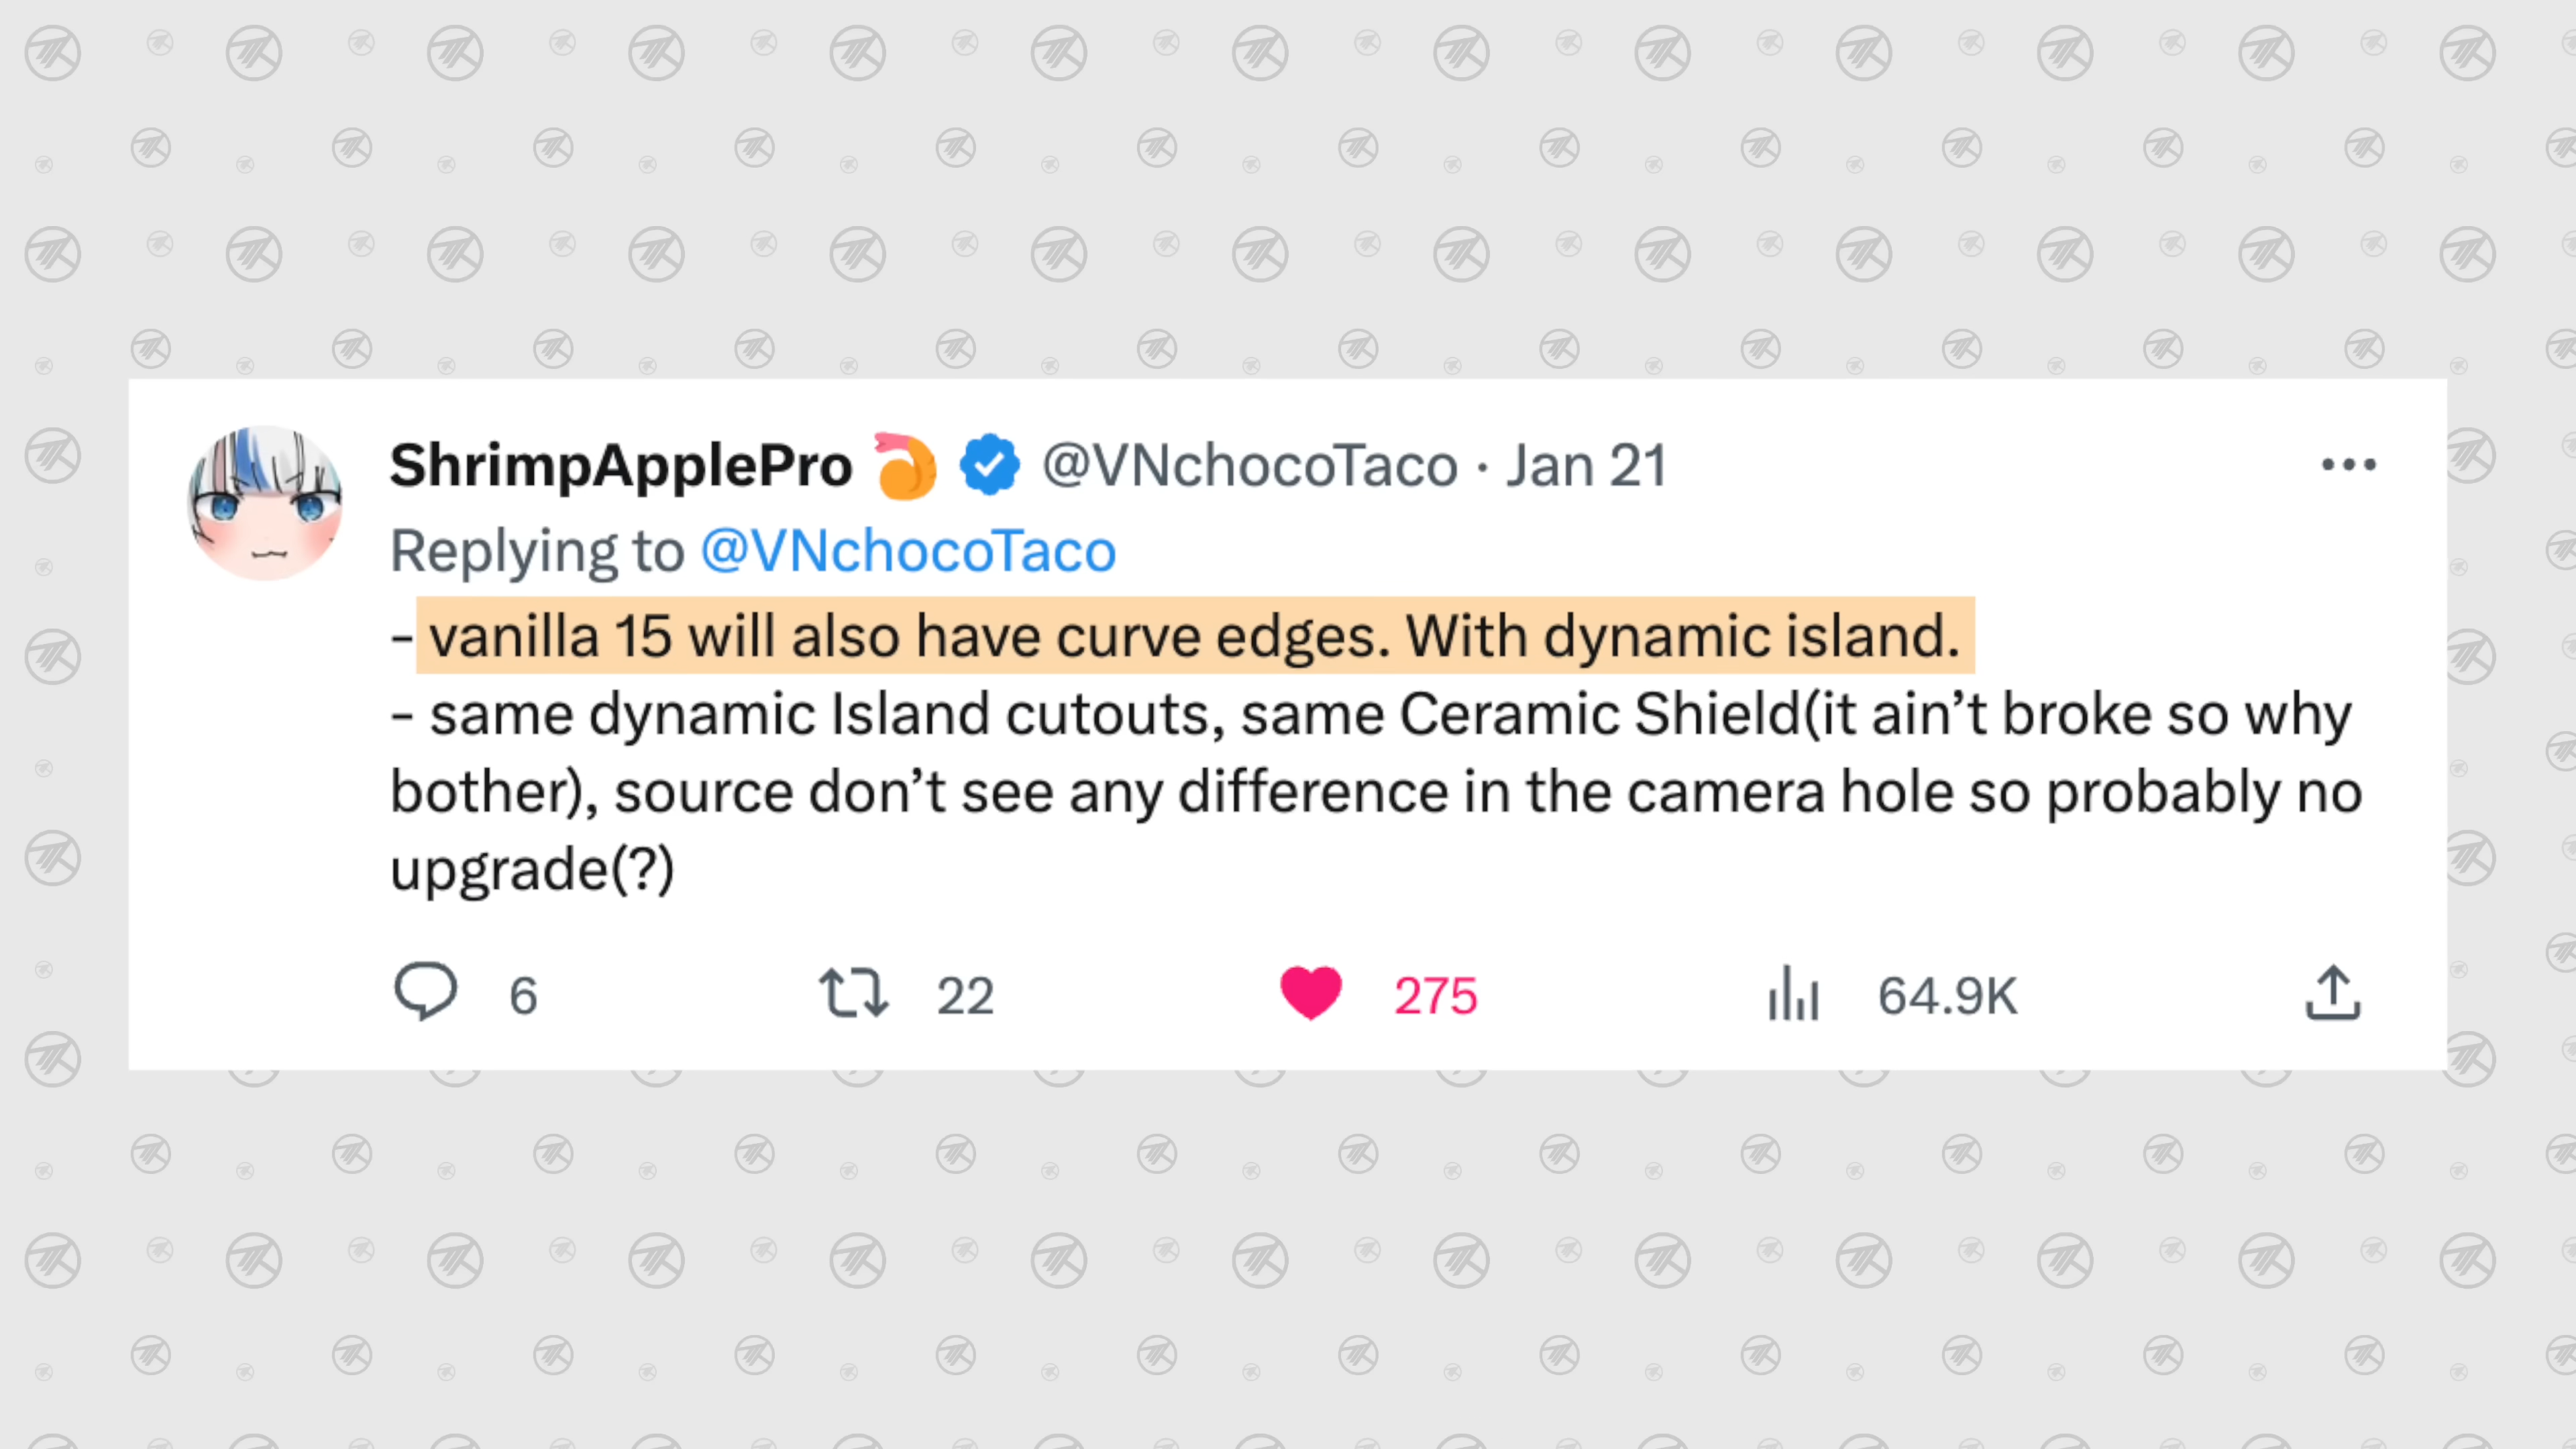 ShrimpApplePro 🍤 @VNchocoTaco · Jan 21
Replying to @VNchocoTaco
- vanilla 15 will also have curve edges. With dynamic island.
- same dynamic Island cutouts, same Ceramic Shield(it ain’t broke so why
bother), source don’t see any difference in the camera hole so probably no
upgrade(?)
6 22 275 64.9K